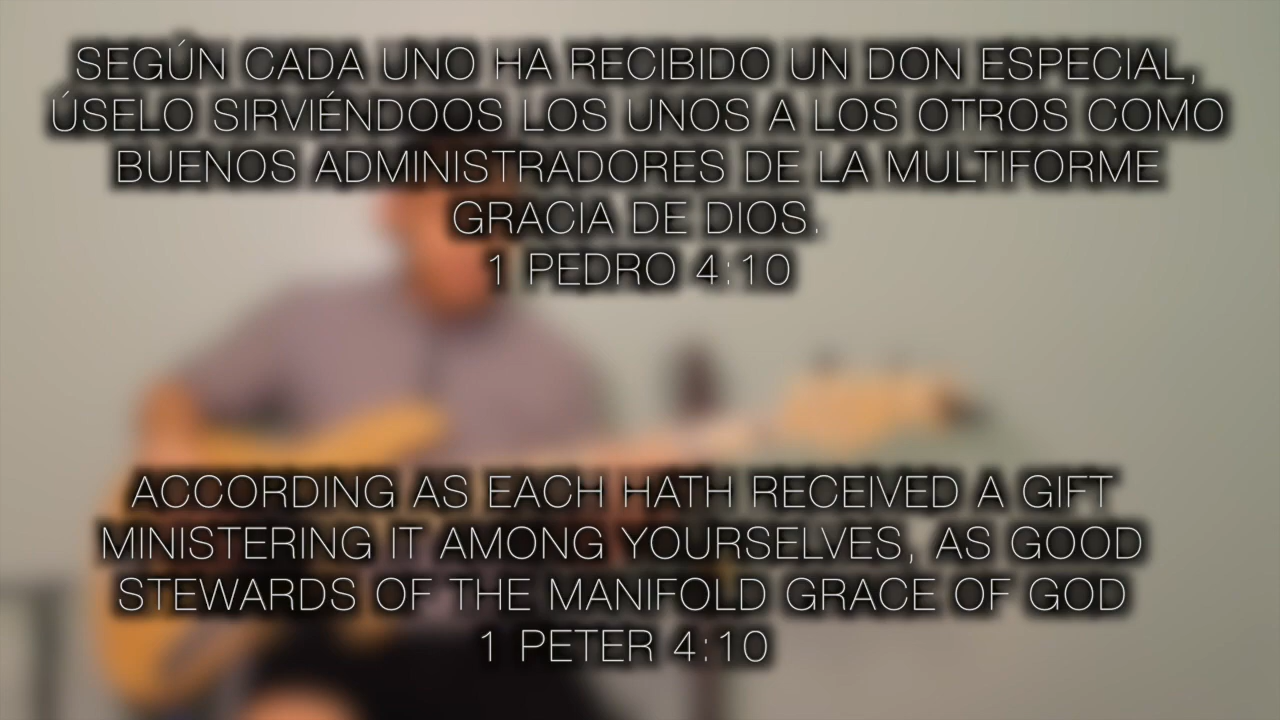 SEGÚN CADA UNO HA RECIBIDO UN DON ESPECIAL,
ÚSELO SIRVIÉNDOOS LOS UNOS A LOS OTROS COMO
BUENOS ADMINISTRADORES DE LA MULTIFORME
GRACIA DE DIOS.
1 PEDRO 4:10
ACCORDING AS EACH HATH RECEIVED A GIFT
MINISTERING IT AMONG YOURSELVES, AS GOOD
STEWARDS OF THE MANIFOLD GRACE OF GOD
1 PETER 4:10